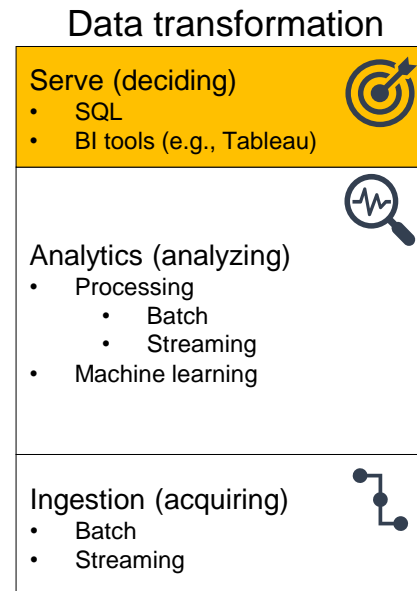 Data transformation
Serve (deciding)
• SQL
• BI tools (e.g., Tableau)
Analytics (analyzing)
• Processing
• Batch
• Streaming
• Machine learning
Ingestion (acquiring)
• Batch
• Streaming